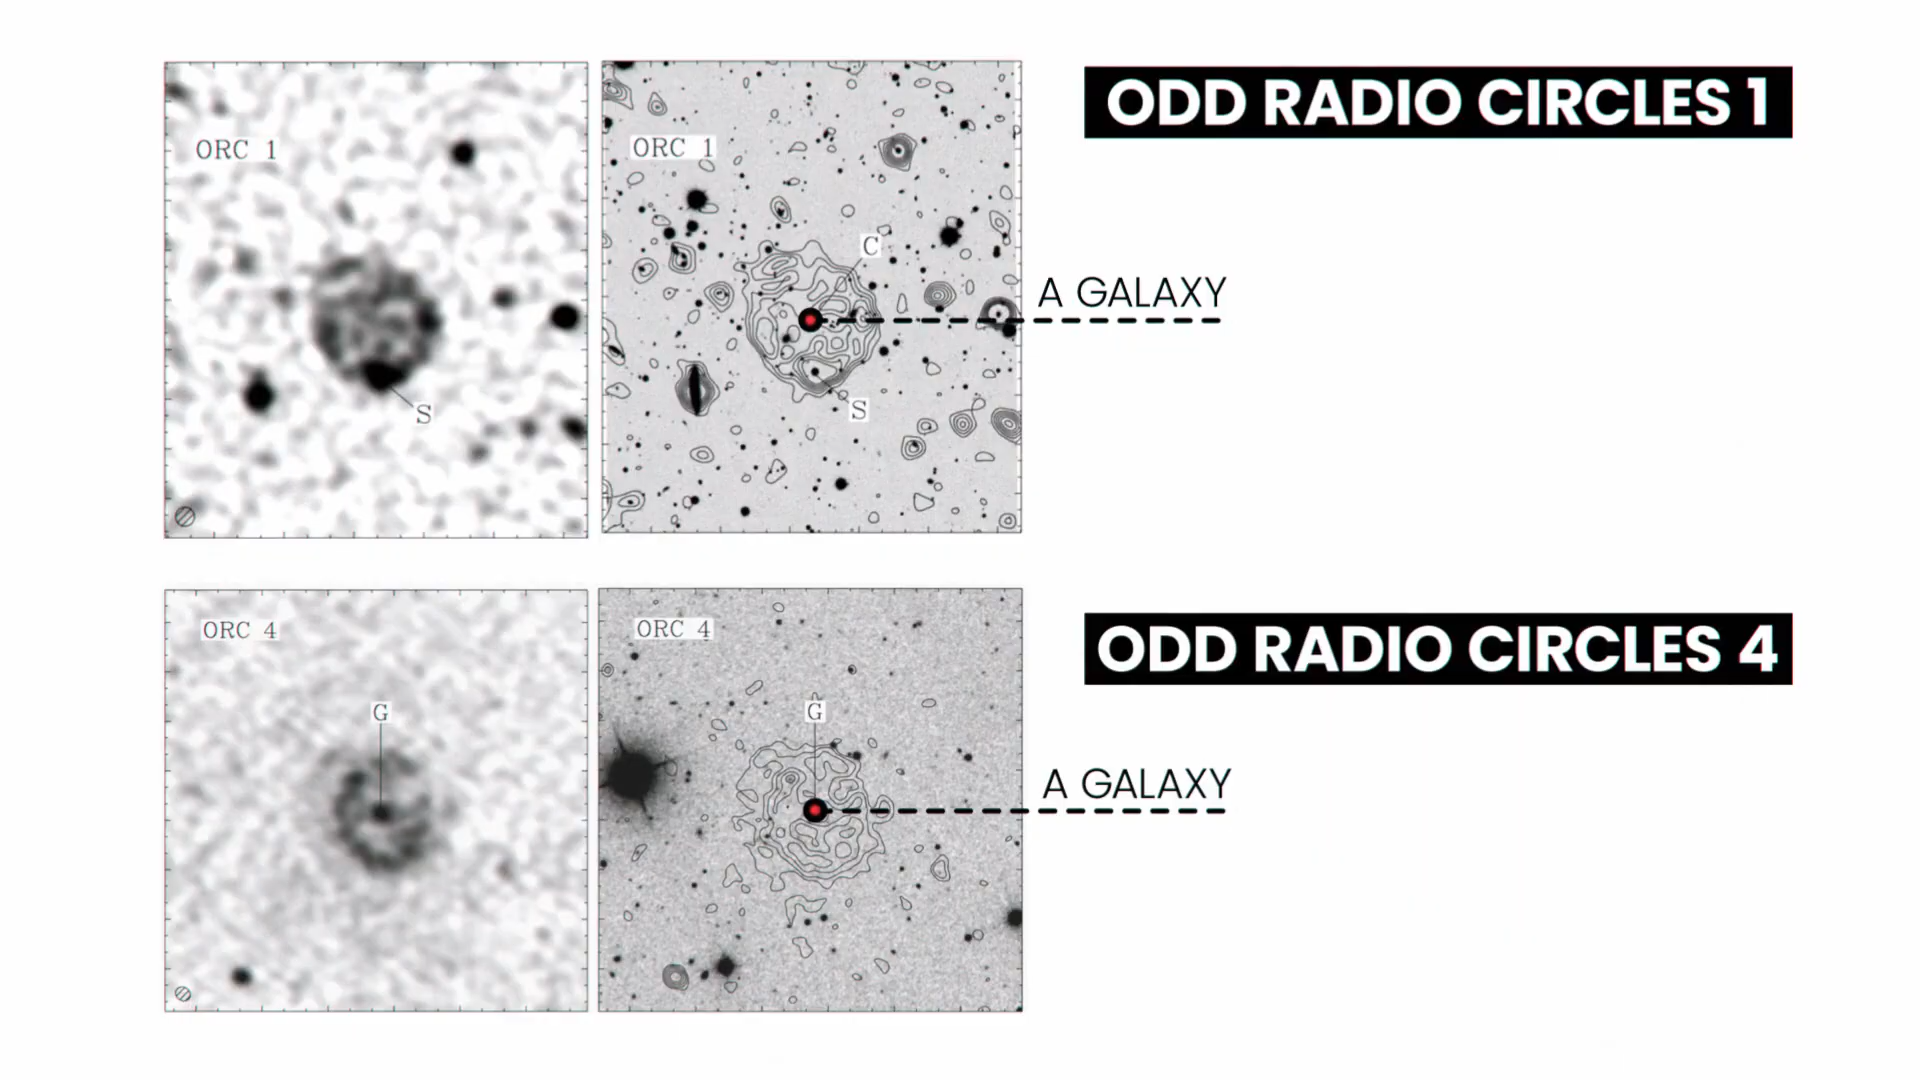 ODD RADIO CIRCLES 1
ORC 1
ORC 1
C
A GALAXY
S
S
ODD RADIO CIRCLES 4
ORC 4
ORC 4
G
G
A GALAXY